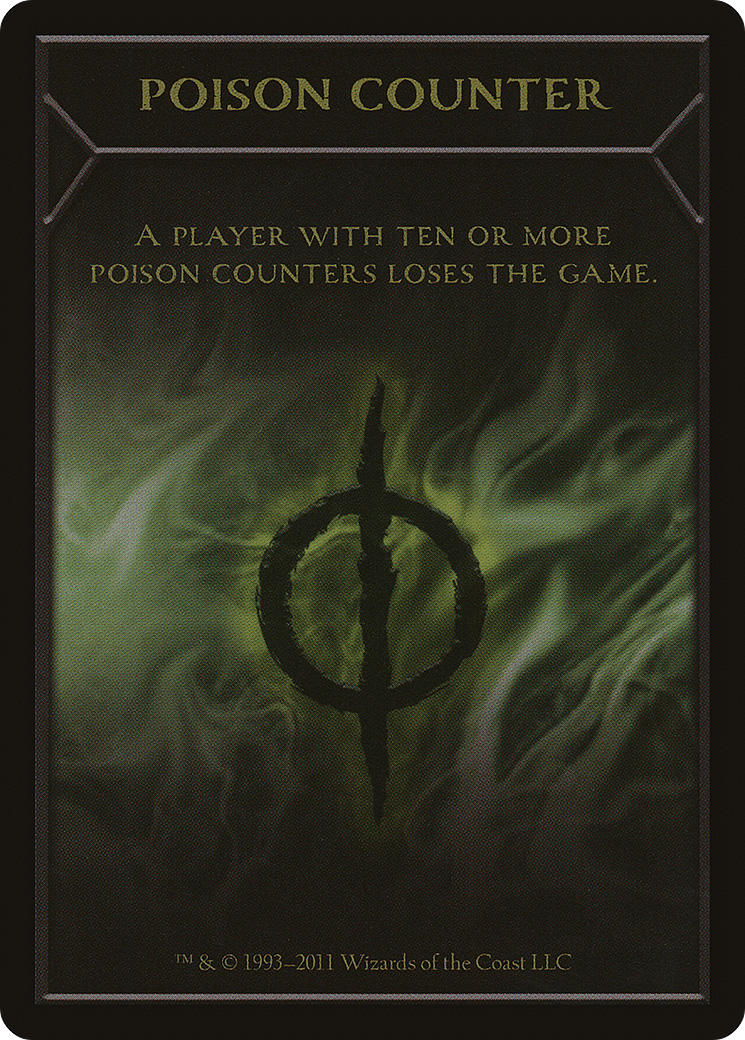 POISON COUNTER
A PLAYER WITH TEN OR MORE
POISON COUNTERS LOSES THE GAME.
™ & © 1993–2011 Wizards of the Coast LLC